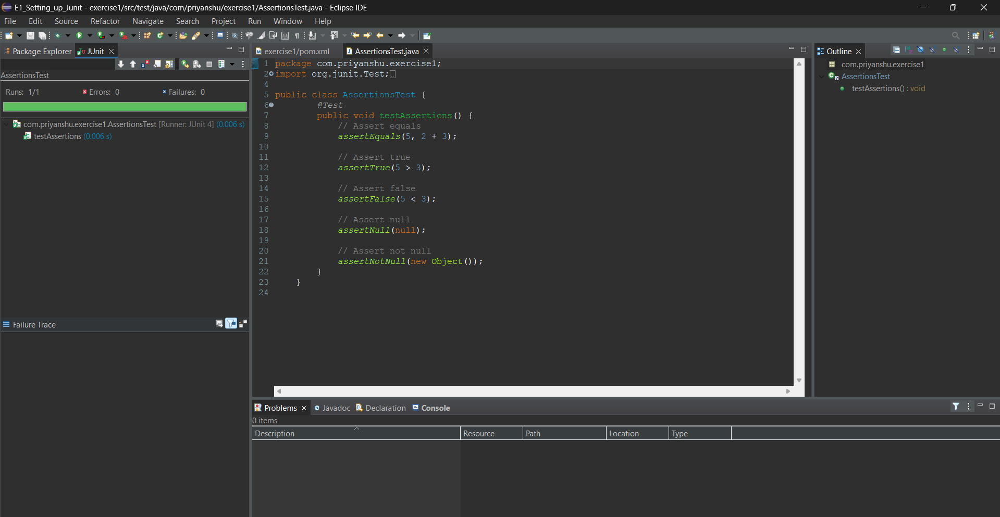 E1_Setting_up_Junit - exercise1/src/test/java/com/priyanshu/exercise1/AssertionsTest.java - Eclipse IDE
File Edit Source Refactor Navigate Search Project Run Window Help
Package Explorer JUnit
exercise1/pom.xml AssertionsTest.java
Outline
AssertionsTest
Runs: 1/1 Errors: 0 Failures: 0
com.priyanshu.exercise1.AssertionsTest [Runner: JUnit 4] (0.006 s)
testAssertions (0.006 s)
Failure Trace
1 package com.priyanshu.exercise1;
2 import org.junit.Test;
4
5 public class AssertionsTest {
6 @Test
7 public void testAssertions() {
8 // Assert equals
9 assertEquals(5, 2 + 3);
10
11 // Assert true
12 assertTrue(5 > 3);
13
14 // Assert false
15 assertFalse(5 < 3);
16
17 // Assert null
18 assertNull(null);
19
20 // Assert not null
21 assertNotNull(new Object());
22 }
23 }
24
com.priyanshu.exercise1
AssertionsTest
testAssertions() : void
Problems Javadoc Declaration Console
0 items
Description Resource Path Location Type